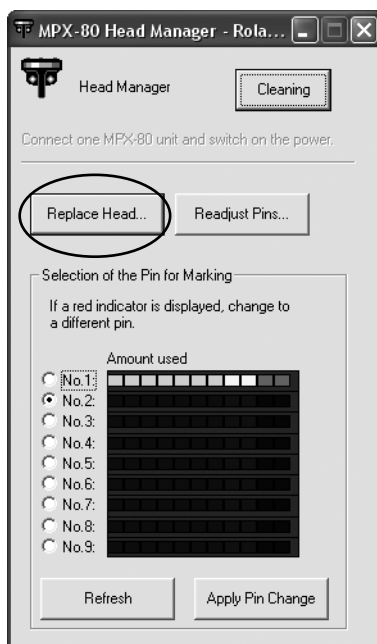 MPX-80 Head Manager - Rola...
Head Manager
Cleaning
Connect one MPX-80 unit and switch on the power.
Replace Head...
Readjust Pins...
Selection of the Pin for Marking
If a red indicator is displayed, change to
a different pin.
Amount used
No.1:
No.2:
No.3:
No.4:
No.5:
No.6:
No.7:
No.8:
No.9:
Refresh
Apply Pin Change